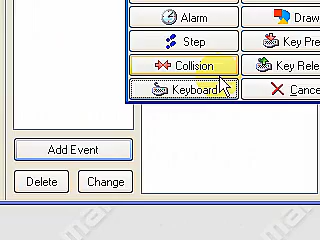 Alarm
Draw
Step
Key Pre
Collision
Key Rele
Keyboard
Cance
Add Event
Delete
Change